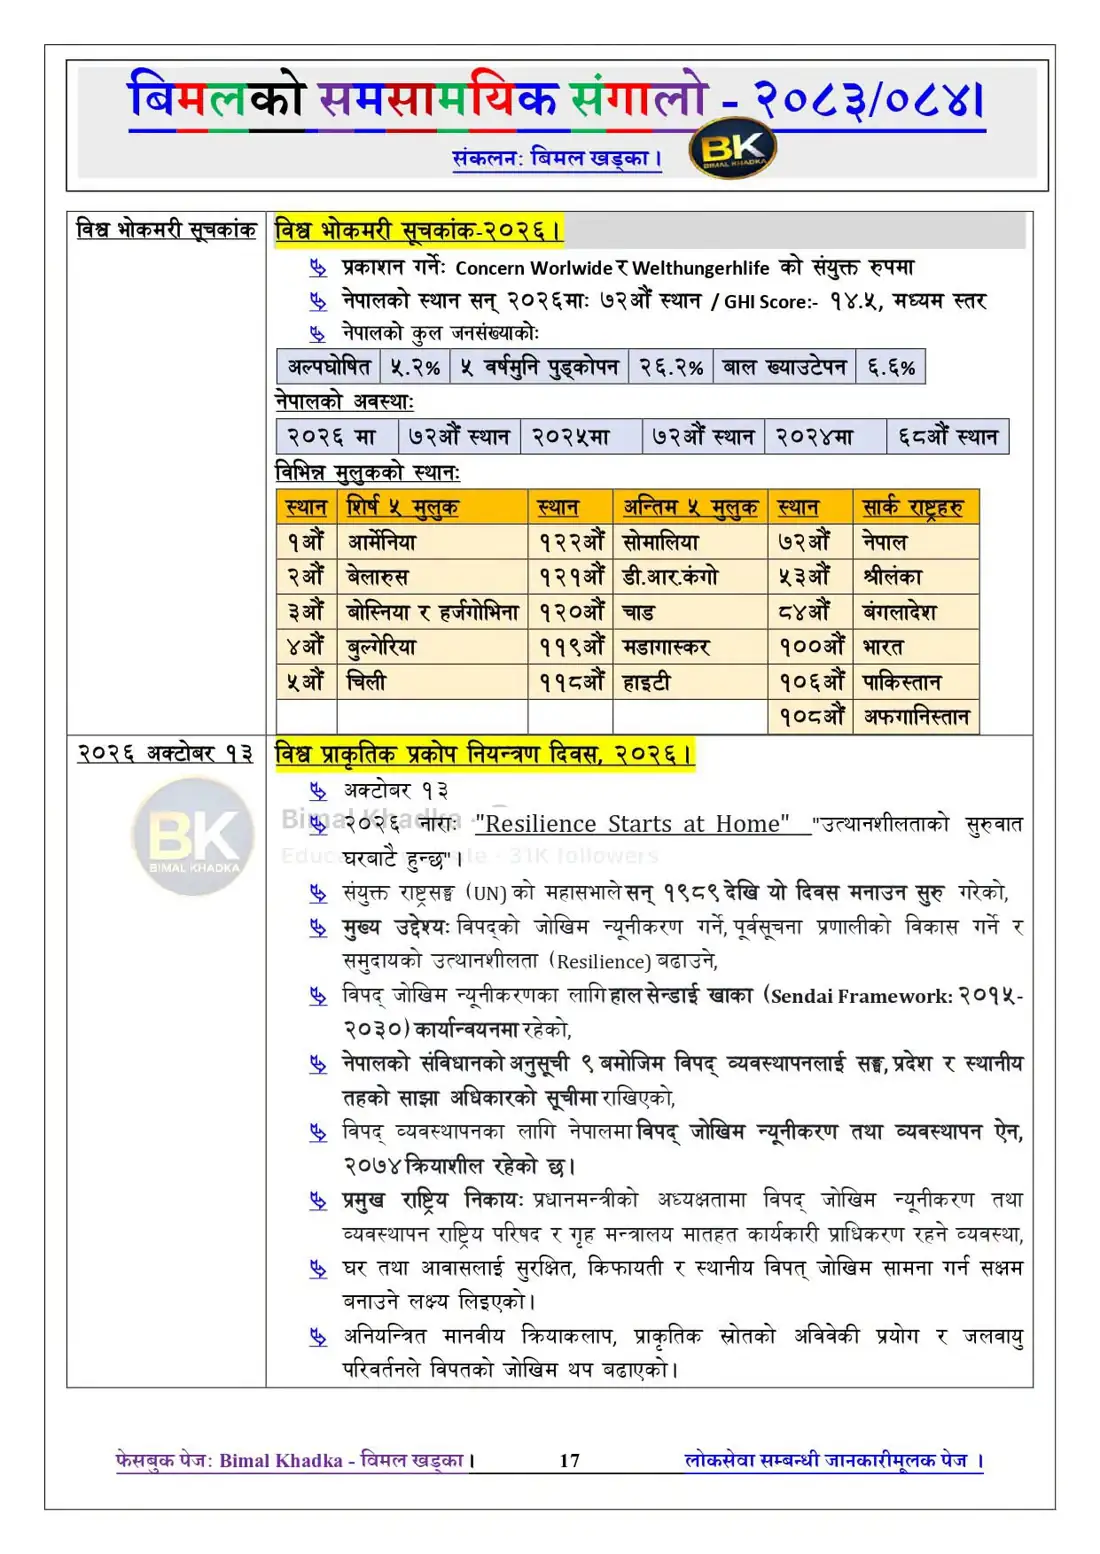 बिमलको समसामयिक संगालो - २०८३/०८४।
संकलनः बिमल खड्का।
BK
BIMAL KHADKA
विश्व भोकमरी सूचकांक
विश्व भोकमरी सूचकांक-२०२६।
प्रकाशन गर्नेः Concern Worlwide र Welthungerhlife को संयुक्त रुपमा
नेपालको स्थान सन् २०२६माः ७२औं स्थान / GHI Score:- १४.५, मध्यम स्तर
नेपालको कुल जनसंख्याकोः
अल्पघोषित ५.२% ५ वर्षमुनि पुड्कोपन २६.२% बाल ख्याउटेपन ६.६%
नेपालको अवस्थाः
२०२६ मा ७२औं स्थान २०२५मा ७२औं स्थान २०२४मा ६८औं स्थान
विभिन्न मुलुकको स्थानः
स्थान शिर्ष ५ मुलुक स्थान अन्तिम ५ मुलुक स्थान सार्क राष्ट्रहरु
१औं आर्मेनिया १२२औं सोमालिया ७२औं नेपाल
२औं बेलारुस १२१औं डी.आर.कंगो ५३औं श्रीलंका
३औं बोस्निया र हर्जगोभिना १२०औं चाड ८४औं बंगलादेश
४औं बुल्गेरिया ११९औं मडागास्कर १००औं भारत
५औं चिली ११८औं हाइटी १०६औं पाकिस्तान
१०८औं अफगानिस्तान
२०२६ अक्टोबर १३
विश्व प्राकृतिक प्रकोप नियन्त्रण दिवस, २०२६।
अक्टोबर १३
२०२६ नाराः "Resilience Starts at Home" "उत्थानशीलताको सुरुवात
घरबाटै हुन्छ"।
BK
BIMAL KHADKA
Bimal Khadka -
31K followers
संयुक्त राष्ट्रसङ्घ (UN) को महासभाले सन् १९८९ देखि यो दिवस मनाउन सुरु गरेको,
मुख्य उद्देश्यः विपद्को जोखिम न्यूनीकरण गर्ने, पूर्वसूचना प्रणालीको विकास गर्ने र
समुदायको उत्थानशीलता (Resilience) बढाउने,
विपद् जोखिम न्यूनीकरणका लागि हाल सेन्डाई खाका (Sendai Framework: २०१५-
२०३०) कार्यान्वयनमा रहेको,
नेपालको संविधानको अनुसूची ९ बमोजिम विपद् व्यवस्थापनलाई सङ्घ, प्रदेश र स्थानीय
तहको साझा अधिकारको सूचीमा राखिएको,
विपद् व्यवस्थापनका लागि नेपालमा विपद् जोखिम न्यूनीकरण तथा व्यवस्थापन ऐन,
२०७४ क्रियाशील रहेको छ।
प्रमुख राष्ट्रिय निकायः प्रधानमन्त्रीको अध्यक्षतामा विपद् जोखिम न्यूनीकरण तथा
व्यवस्थापन राष्ट्रिय परिषद र गृह मन्त्रालय मातहत कार्यकारी प्राधिकरण रहने व्यवस्था,
घर तथा आवासलाई सुरक्षित, किफायती र स्थानीय विपत् जोखिम सामना गर्न सक्षम
बनाउने लक्ष्य लिइएको।
अनियन्त्रित मानवीय क्रियाकलाप, प्राकृतिक स्रोतको अविवेकी प्रयोग र जलवायु
परिवर्तनले विपतको जोखिम थप बढाएको।
फेसबुक पेजः Bimal Khadka - विमल खड्का। 17 लोकसेवा सम्बन्धी जानकारीमूलक पेज ।